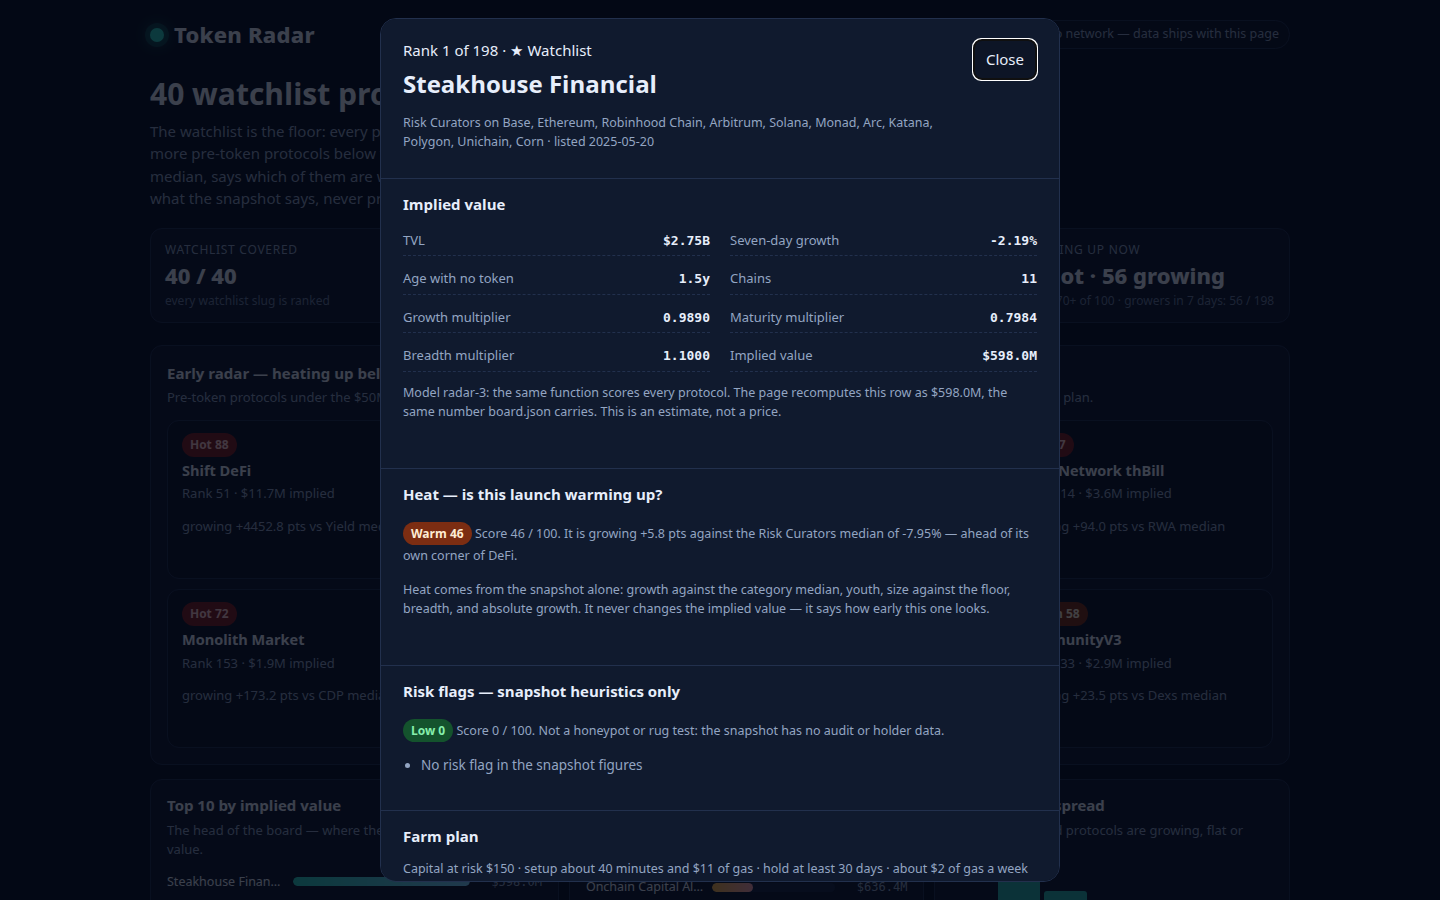 Token Radar
network — data ships with this page
40 watchlist pro
The watchlist is the floor: every p
more pre-token protocols below
median, says which of them are
what the snapshot says, never pr
WATCHLIST COVERED
40 / 40
every watchlist slug is ranked
ING UP NOW
ot · 56 growing
70+ of 100 · growers in 7 days: 56 / 198
Early radar — heating up bel
Pre-token protocols under the $50M
plan.
Hot 88
Shift DeFi
Rank 51 · $11.7M implied
growing +4452.8 pts vs Yield med
Network thBill
14 · $3.6M implied
g +94.0 pts vs RWA median
Hot 72
Monolith Market
Rank 153 · $1.9M implied
growing +173.2 pts vs CDP media
58
munityV3
33 · $2.9M implied
g +23.5 pts vs Dexs median
Top 10 by implied value
The head of the board — where the
value.
Steakhouse Finan...
$598.0M
Onchain Capital Al...
$636.4M
spread
protocols are growing, flat or
Rank 1 of 198 · ★ Watchlist
Close
Steakhouse Financial
Risk Curators on Base, Ethereum, Robinhood Chain, Arbitrum, Solana, Monad, Arc, Katana,
Polygon, Unichain, Corn · listed 2025-05-20
Implied value
TVL $2.75B
Seven-day growth -2.19%
Age with no token 1.5y
Chains 11
Growth multiplier 0.9890
Maturity multiplier 0.7984
Breadth multiplier 1.1000
Implied value $598.0M
Model radar-3: the same function scores every protocol. The page recomputes this row as $598.0M, the
same number board.json carries. This is an estimate, not a price.
Heat — is this launch warming up?
Warm 46 Score 46 / 100. It is growing +5.8 pts against the Risk Curators median of -7.95% — ahead of its
own corner of DeFi.
Heat comes from the snapshot alone: growth against the category median, youth, size against the floor,
breadth, and absolute growth. It never changes the implied value — it says how early this one looks.
Risk flags — snapshot heuristics only
Low 0 Score 0 / 100. Not a honeypot or rug test: the snapshot has no audit or holder data.
• No risk flag in the snapshot figures
Farm plan
Capital at risk $150 · setup about 40 minutes and $11 of gas · hold at least 30 days · about $2 of gas a week